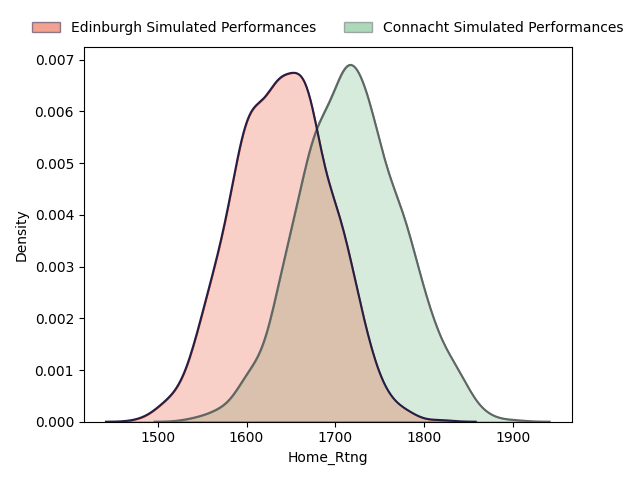 Edinburgh Simulated Performances Connacht Simulated Performances
0.007
0.006
0.005
0.004
0.003
0.002
0.001
0.000
Density
1500 1600 1700 1800 1900
Home_Rtng